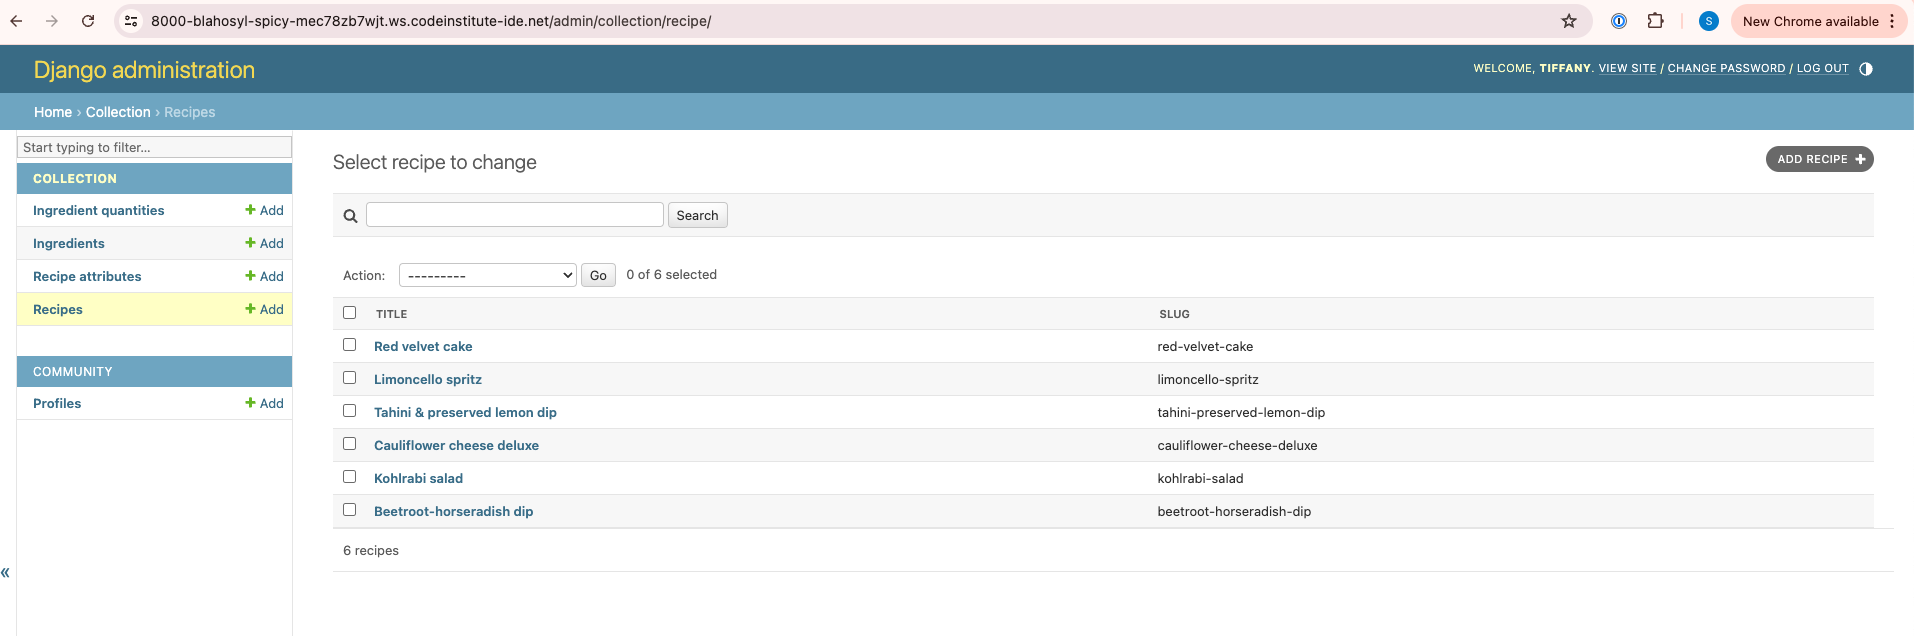 8000-blahosyl-spicy-mec78zb7wjt.ws.codeinstitute-ide.net/admin/collection/recipe/
S
New Chrome available
Django administration
WELCOME, TIFFANY. VIEW SITE / CHANGE PASSWORD / LOG OUT
Home › Collection › Recipes
Start typing to filter...
COLLECTION
Ingredient quantities + Add
Ingredients + Add
Recipe attributes + Add
Recipes + Add
COMMUNITY
Profiles + Add
«
Select recipe to change
ADD RECIPE +
Search
Action: --------- Go 0 of 6 selected
TITLE SLUG
Red velvet cake red-velvet-cake
Limoncello spritz limoncello-spritz
Tahini & preserved lemon dip tahini-preserved-lemon-dip
Cauliflower cheese deluxe cauliflower-cheese-deluxe
Kohlrabi salad kohlrabi-salad
Beetroot-horseradish dip beetroot-horseradish-dip
6 recipes